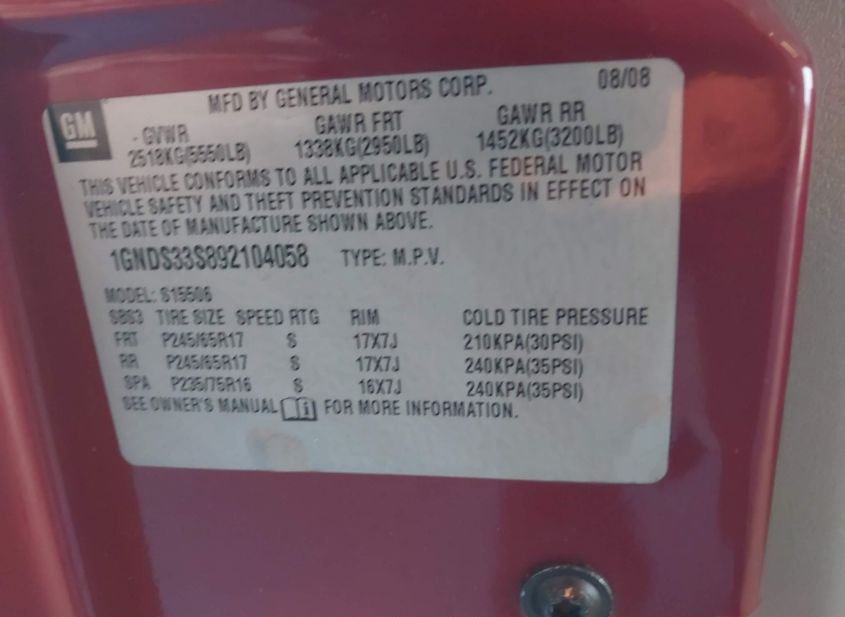 MFD BY GENERAL MOTORS CORP. 08/08
GM
GVWR GAWR FRT GAWR RR
2518KG(5550LB) 1338KG(2950LB) 1452KG(3200LB)
THIS VEHICLE CONFORMS TO ALL APPLICABLE U.S. FEDERAL MOTOR
VEHICLE SAFETY AND THEFT PREVENTION STANDARDS IN EFFECT ON
THE DATE OF MANUFACTURE SHOWN ABOVE.
1GNDS33S892104058 TYPE: M.P.V.
MODEL: S15506
SBS3 TIRE SIZE SPEED RTG RIM COLD TIRE PRESSURE
FRT P245/65R17 S 17X7J 210KPA(30PSI)
RR P245/65R17 S 17X7J 240KPA(35PSI)
SPA P235/75R16 S 16X7J 240KPA(35PSI)
SEE OWNER'S MANUAL i FOR MORE INFORMATION.